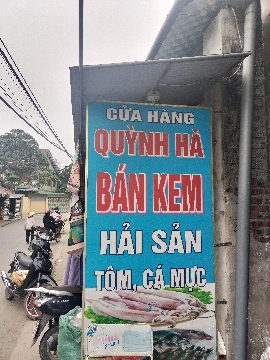 CỬA HÀNG
QUỲNH HÀ
BÁN KEM
HẢI SẢN
TÔM, CÁ MỰC